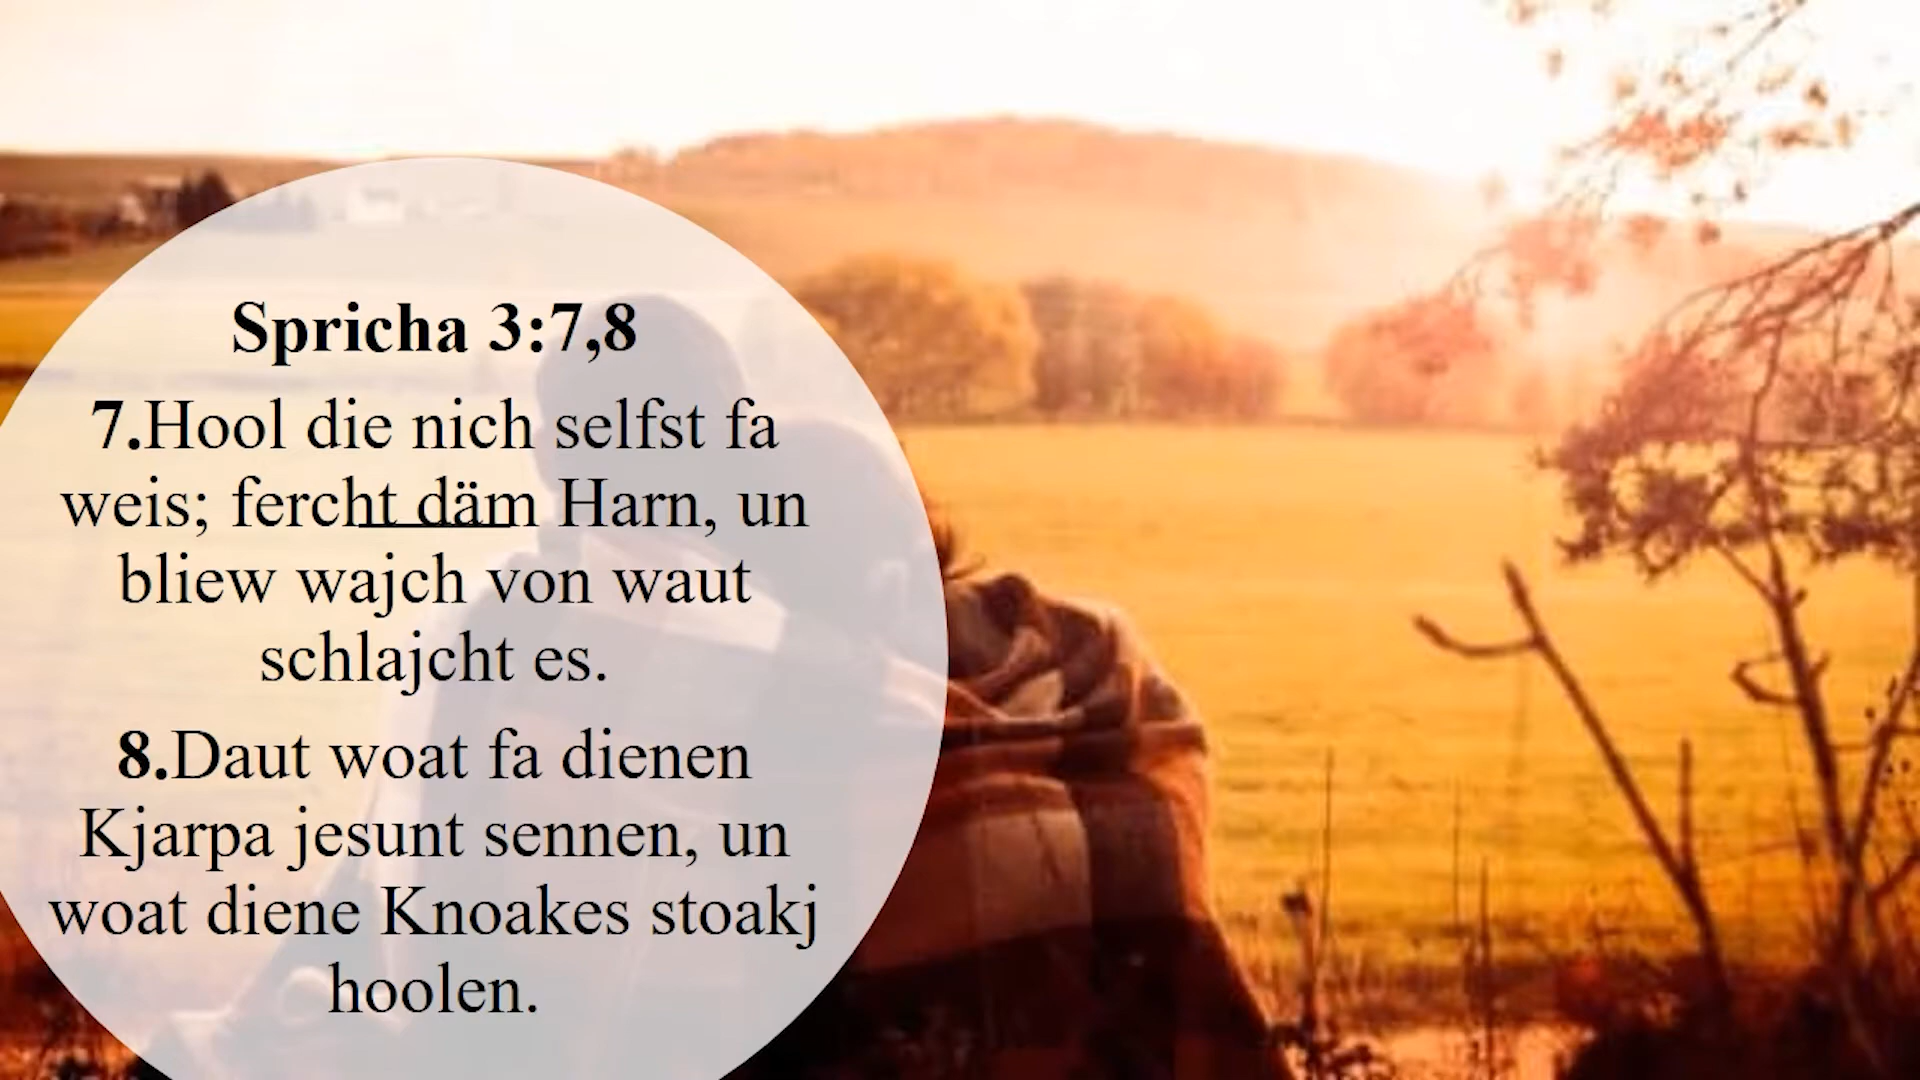 Spricha 3:7,8
7.Hool die nich selfst fa
weis; fercht däm Harn, un
bliew wajch von waut
schlajcht es.
8.Daut woat fa dienen
Kjarpa jesunt sennen, un
woat diene Knoakes stoakj
hoolen.